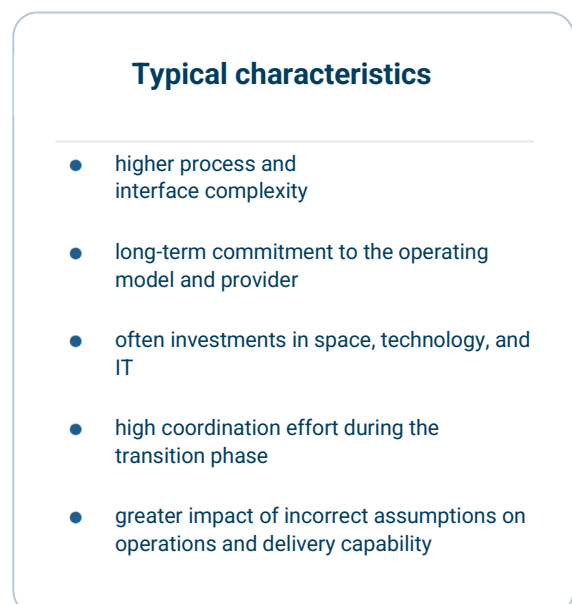 Typical characteristics
higher process and
interface complexity
long-term commitment to the operating
model and provider
often investments in space, technology, and
IT
high coordination effort during the
transition phase
greater impact of incorrect assumptions on
operations and delivery capability